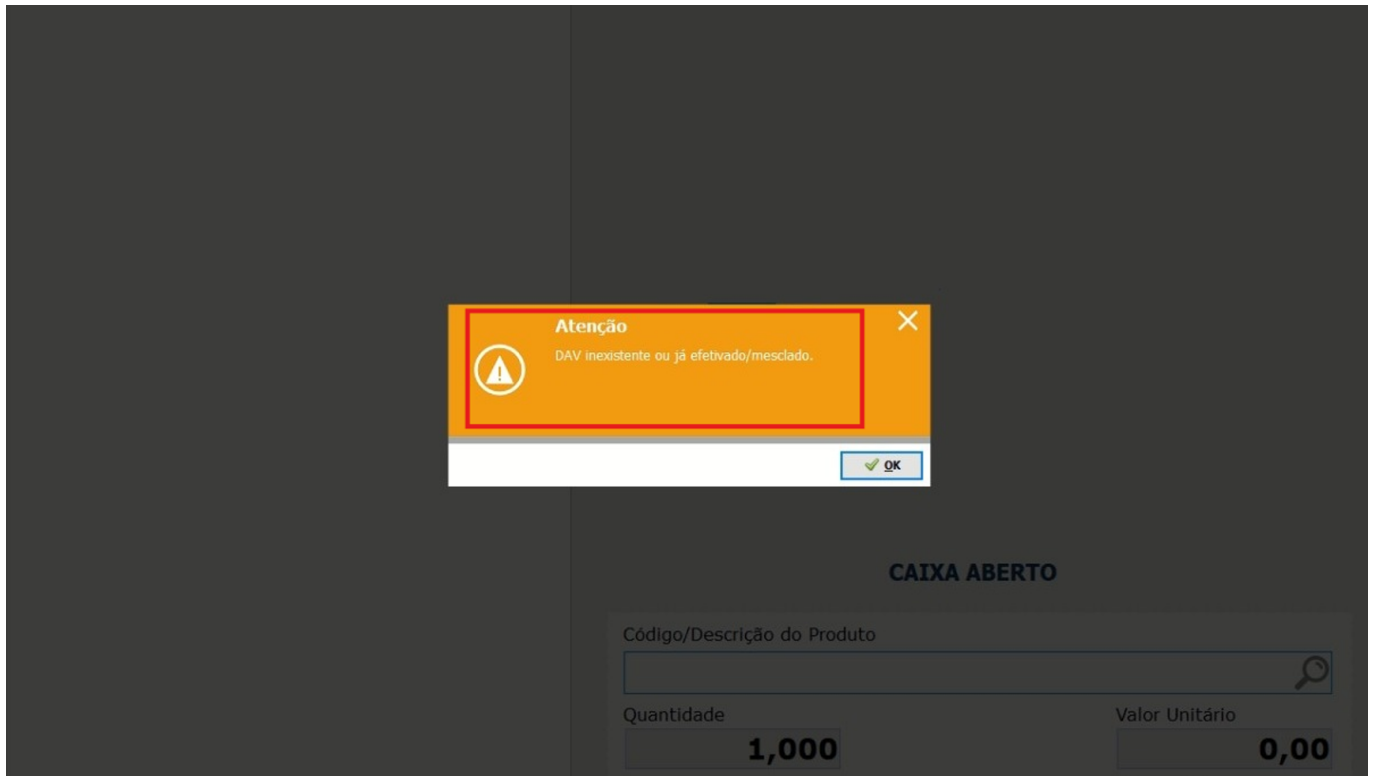 Atenção
DAV inexistente ou já efetivado/mesclado.
OK
CAIXA ABERTO
Código/Descrição do Produto
Quantidade
Valor Unitário
1,000
0,00